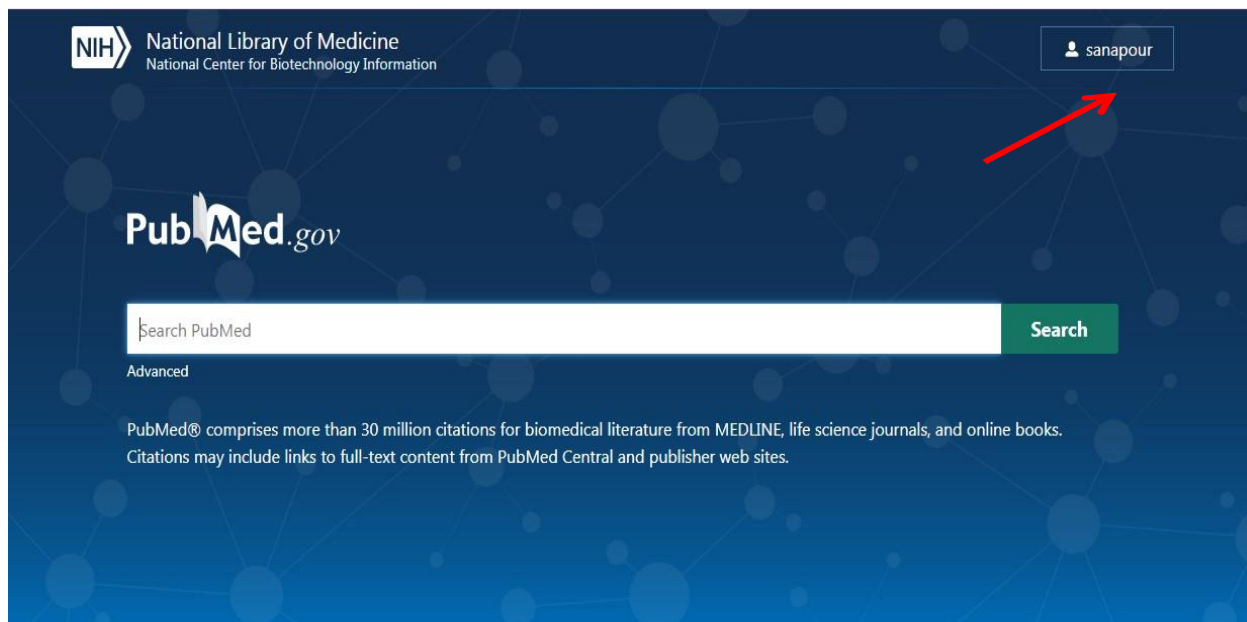 NIH
National Library of Medicine
National Center for Biotechnology Information
sanapour
PubMed.gov
Search PubMed
Search
Advanced
PubMed® comprises more than 30 million citations for biomedical literature from MEDLINE, life science journals, and online books.
Citations may include links to full-text content from PubMed Central and publisher web sites.